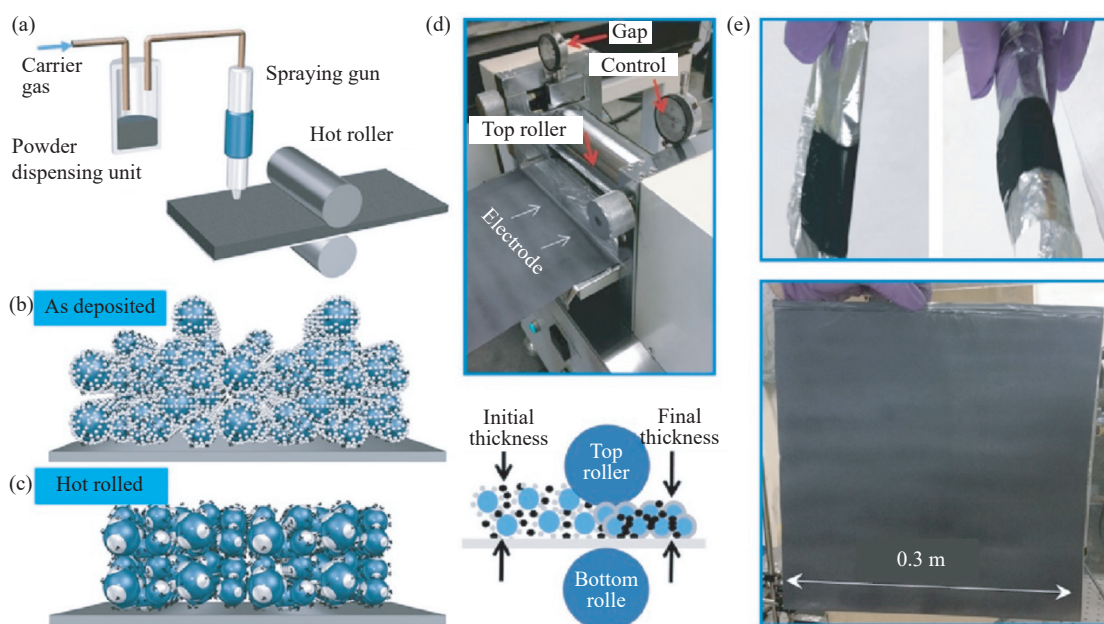 (a)
Carrier
gas
Spraying gun
Hot roller
Powder
dispensing unit
(b)
As deposited
(c)
Hot rolled
(d)
Gap
Control
Top roller
Electrode
Initial
thickness
Final
thickness
Top
roller
Bottom
rolle
(e)
0.3 m